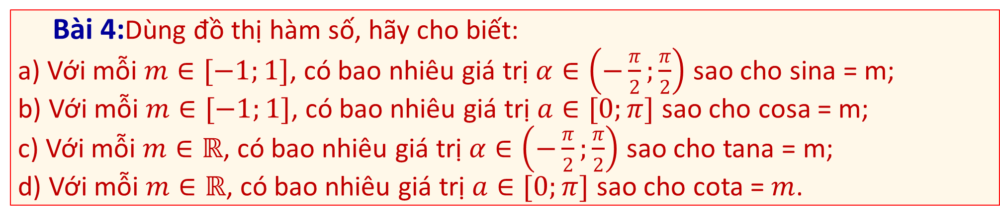 Bài 4:Dùng đồ thị hàm số, hãy cho biết:
a) Với mỗi m ∈ [−1; 1], có bao nhiêu giá trị α ∈ (−π/2; π/2) sao cho sina = m;
b) Với mỗi m ∈ [−1; 1], có bao nhiêu giá trị a ∈ [0; π] sao cho cosa = m;
c) Với mỗi m ∈ ℝ, có bao nhiêu giá trị α ∈ (−π/2; π/2) sao cho tana = m;
d) Với mỗi m ∈ ℝ, có bao nhiêu giá trị a ∈ [0; π] sao cho cota = m.